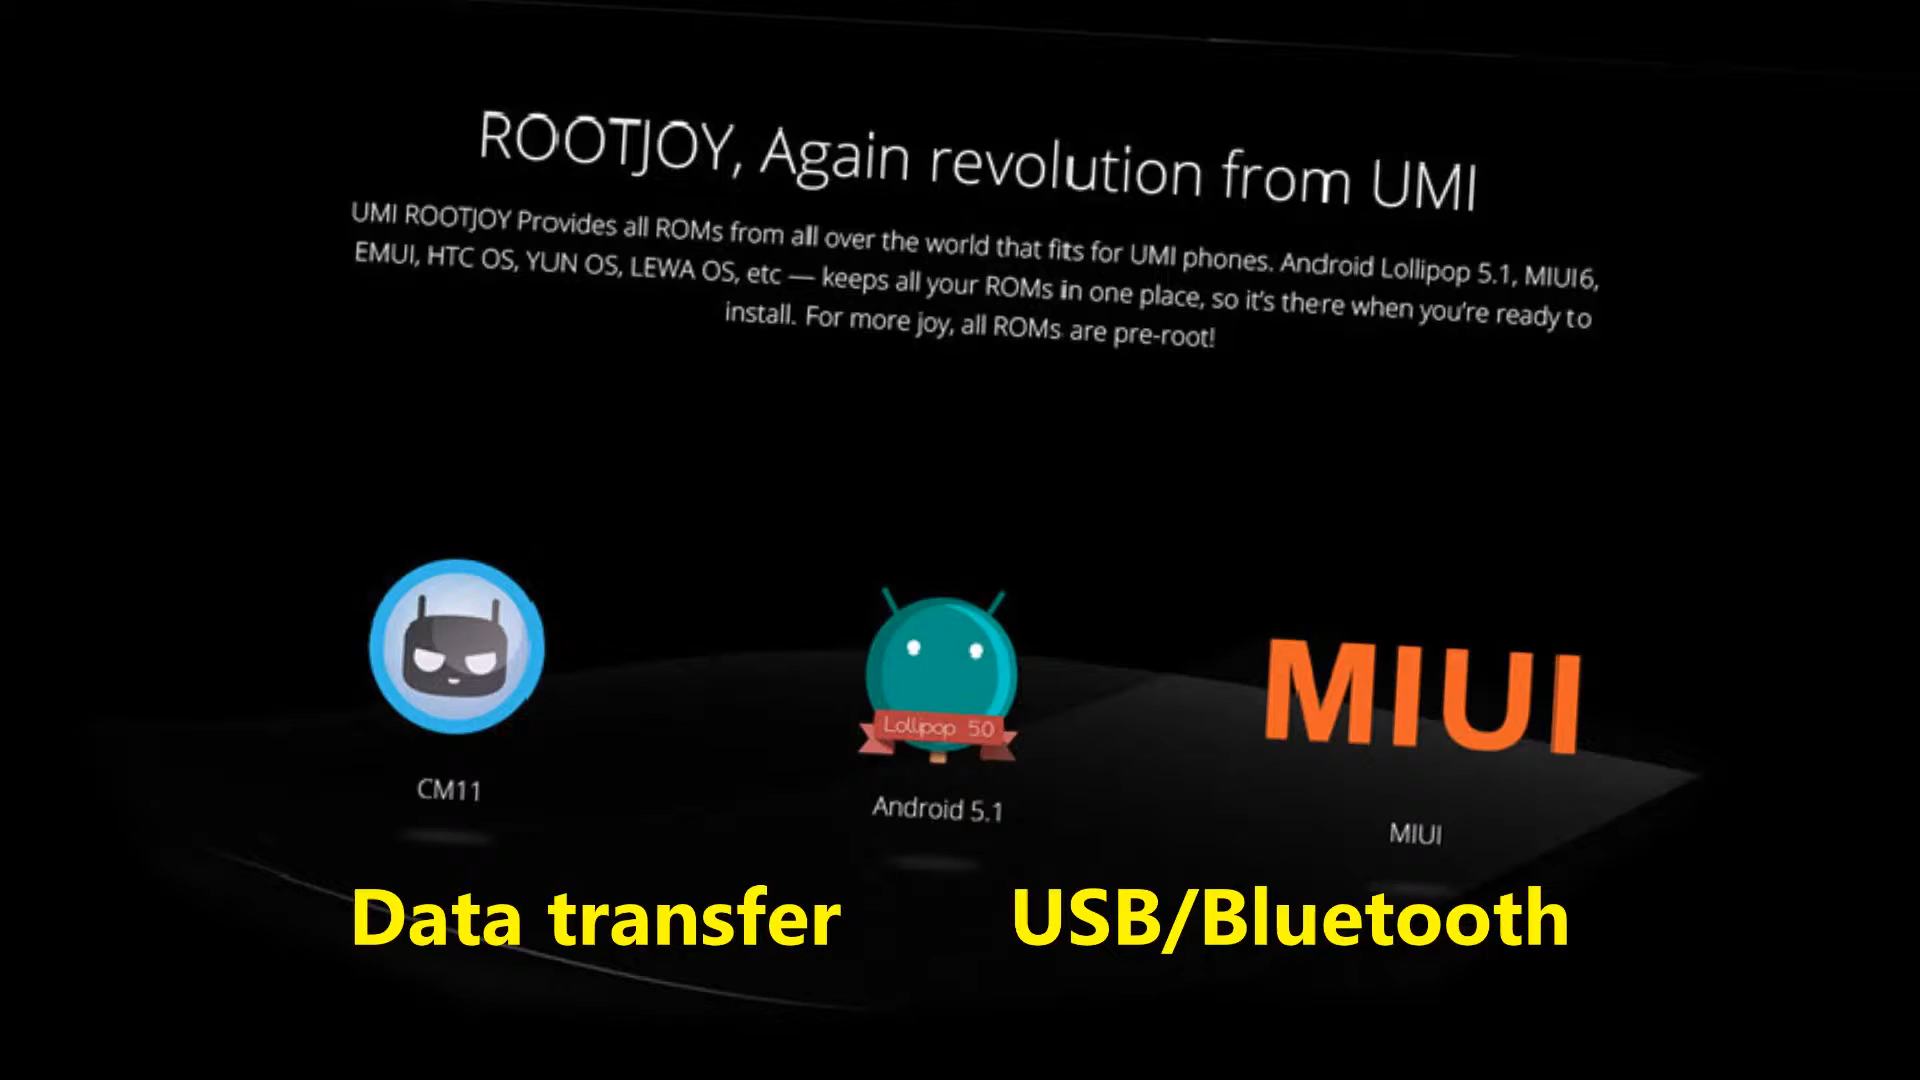 ROOTJOY, Again revolution from UMI
UMI ROOTJOY Provides all ROMs from all over the world that fits for UMI phones. Android Lollipop 5.1, MIUI6,
EMUI, HTC OS, YUN OS, LEWA OS, etc — keeps all your ROMs in one place, so it's there when you're ready to
install. For more joy, all ROMs are pre-root!
Lollipop 5.0
MIUI
CM11
Android 5.1
MIUI
Data transfer
USB/Bluetooth